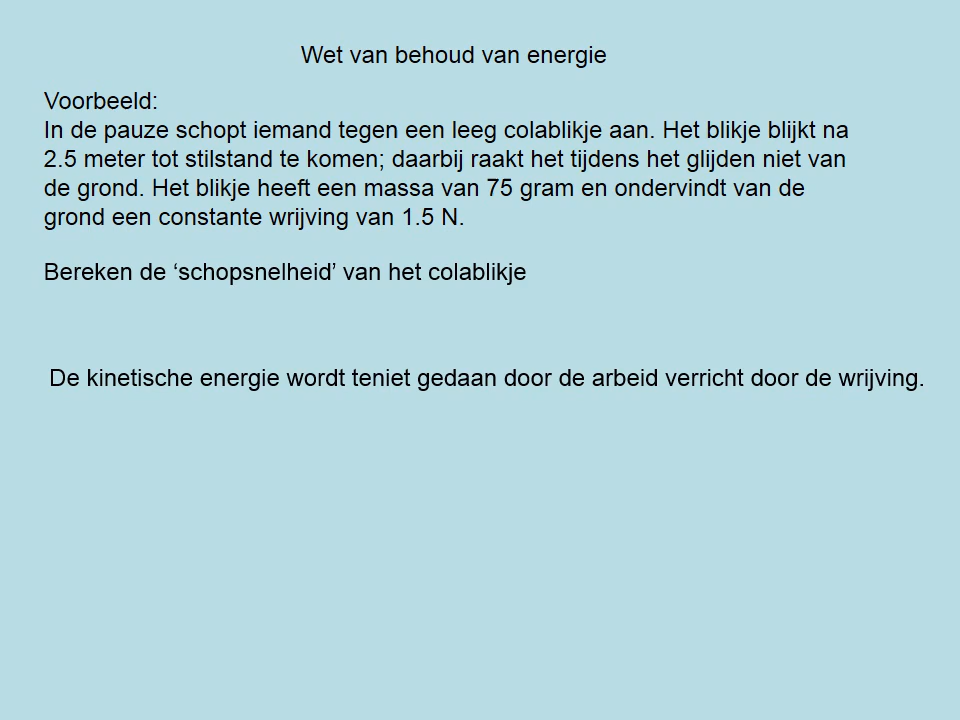 Wet van behoud van energie
Voorbeeld:
In de pauze schopt iemand tegen een leeg colablikje aan. Het blikje blijkt na
2.5 meter tot stilstand te komen; daarbij raakt het tijdens het glijden niet van
de grond. Het blikje heeft een massa van 75 gram en ondervindt van de
grond een constante wrijving van 1.5 N.
Bereken de ‘schopsnelheid’ van het colablikje
De kinetische energie wordt teniet gedaan door de arbeid verricht door de wrijving.